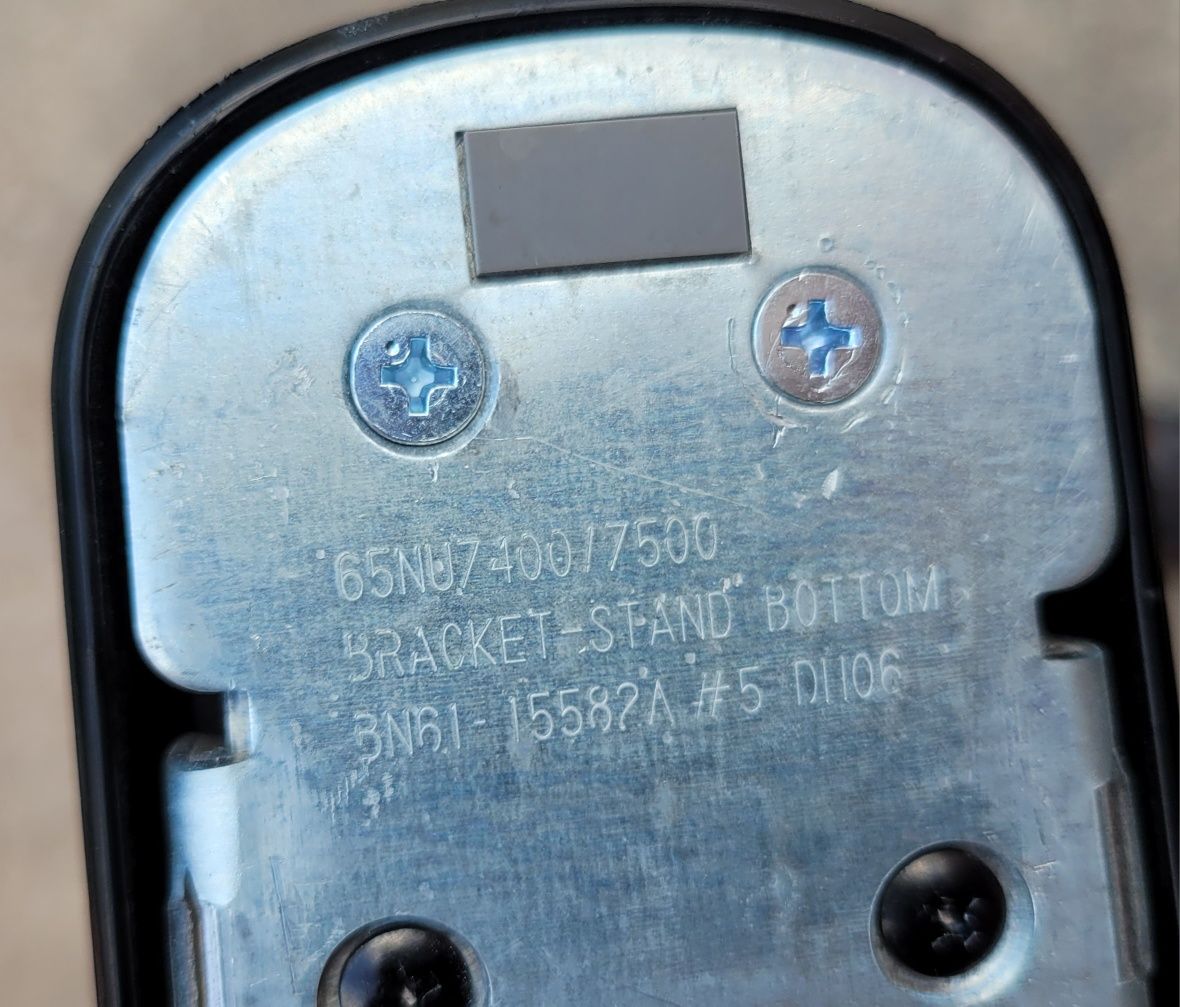 65NU7400/7500
BRACKET-STAND BOTTOM
BN61-15582A #5 D1106